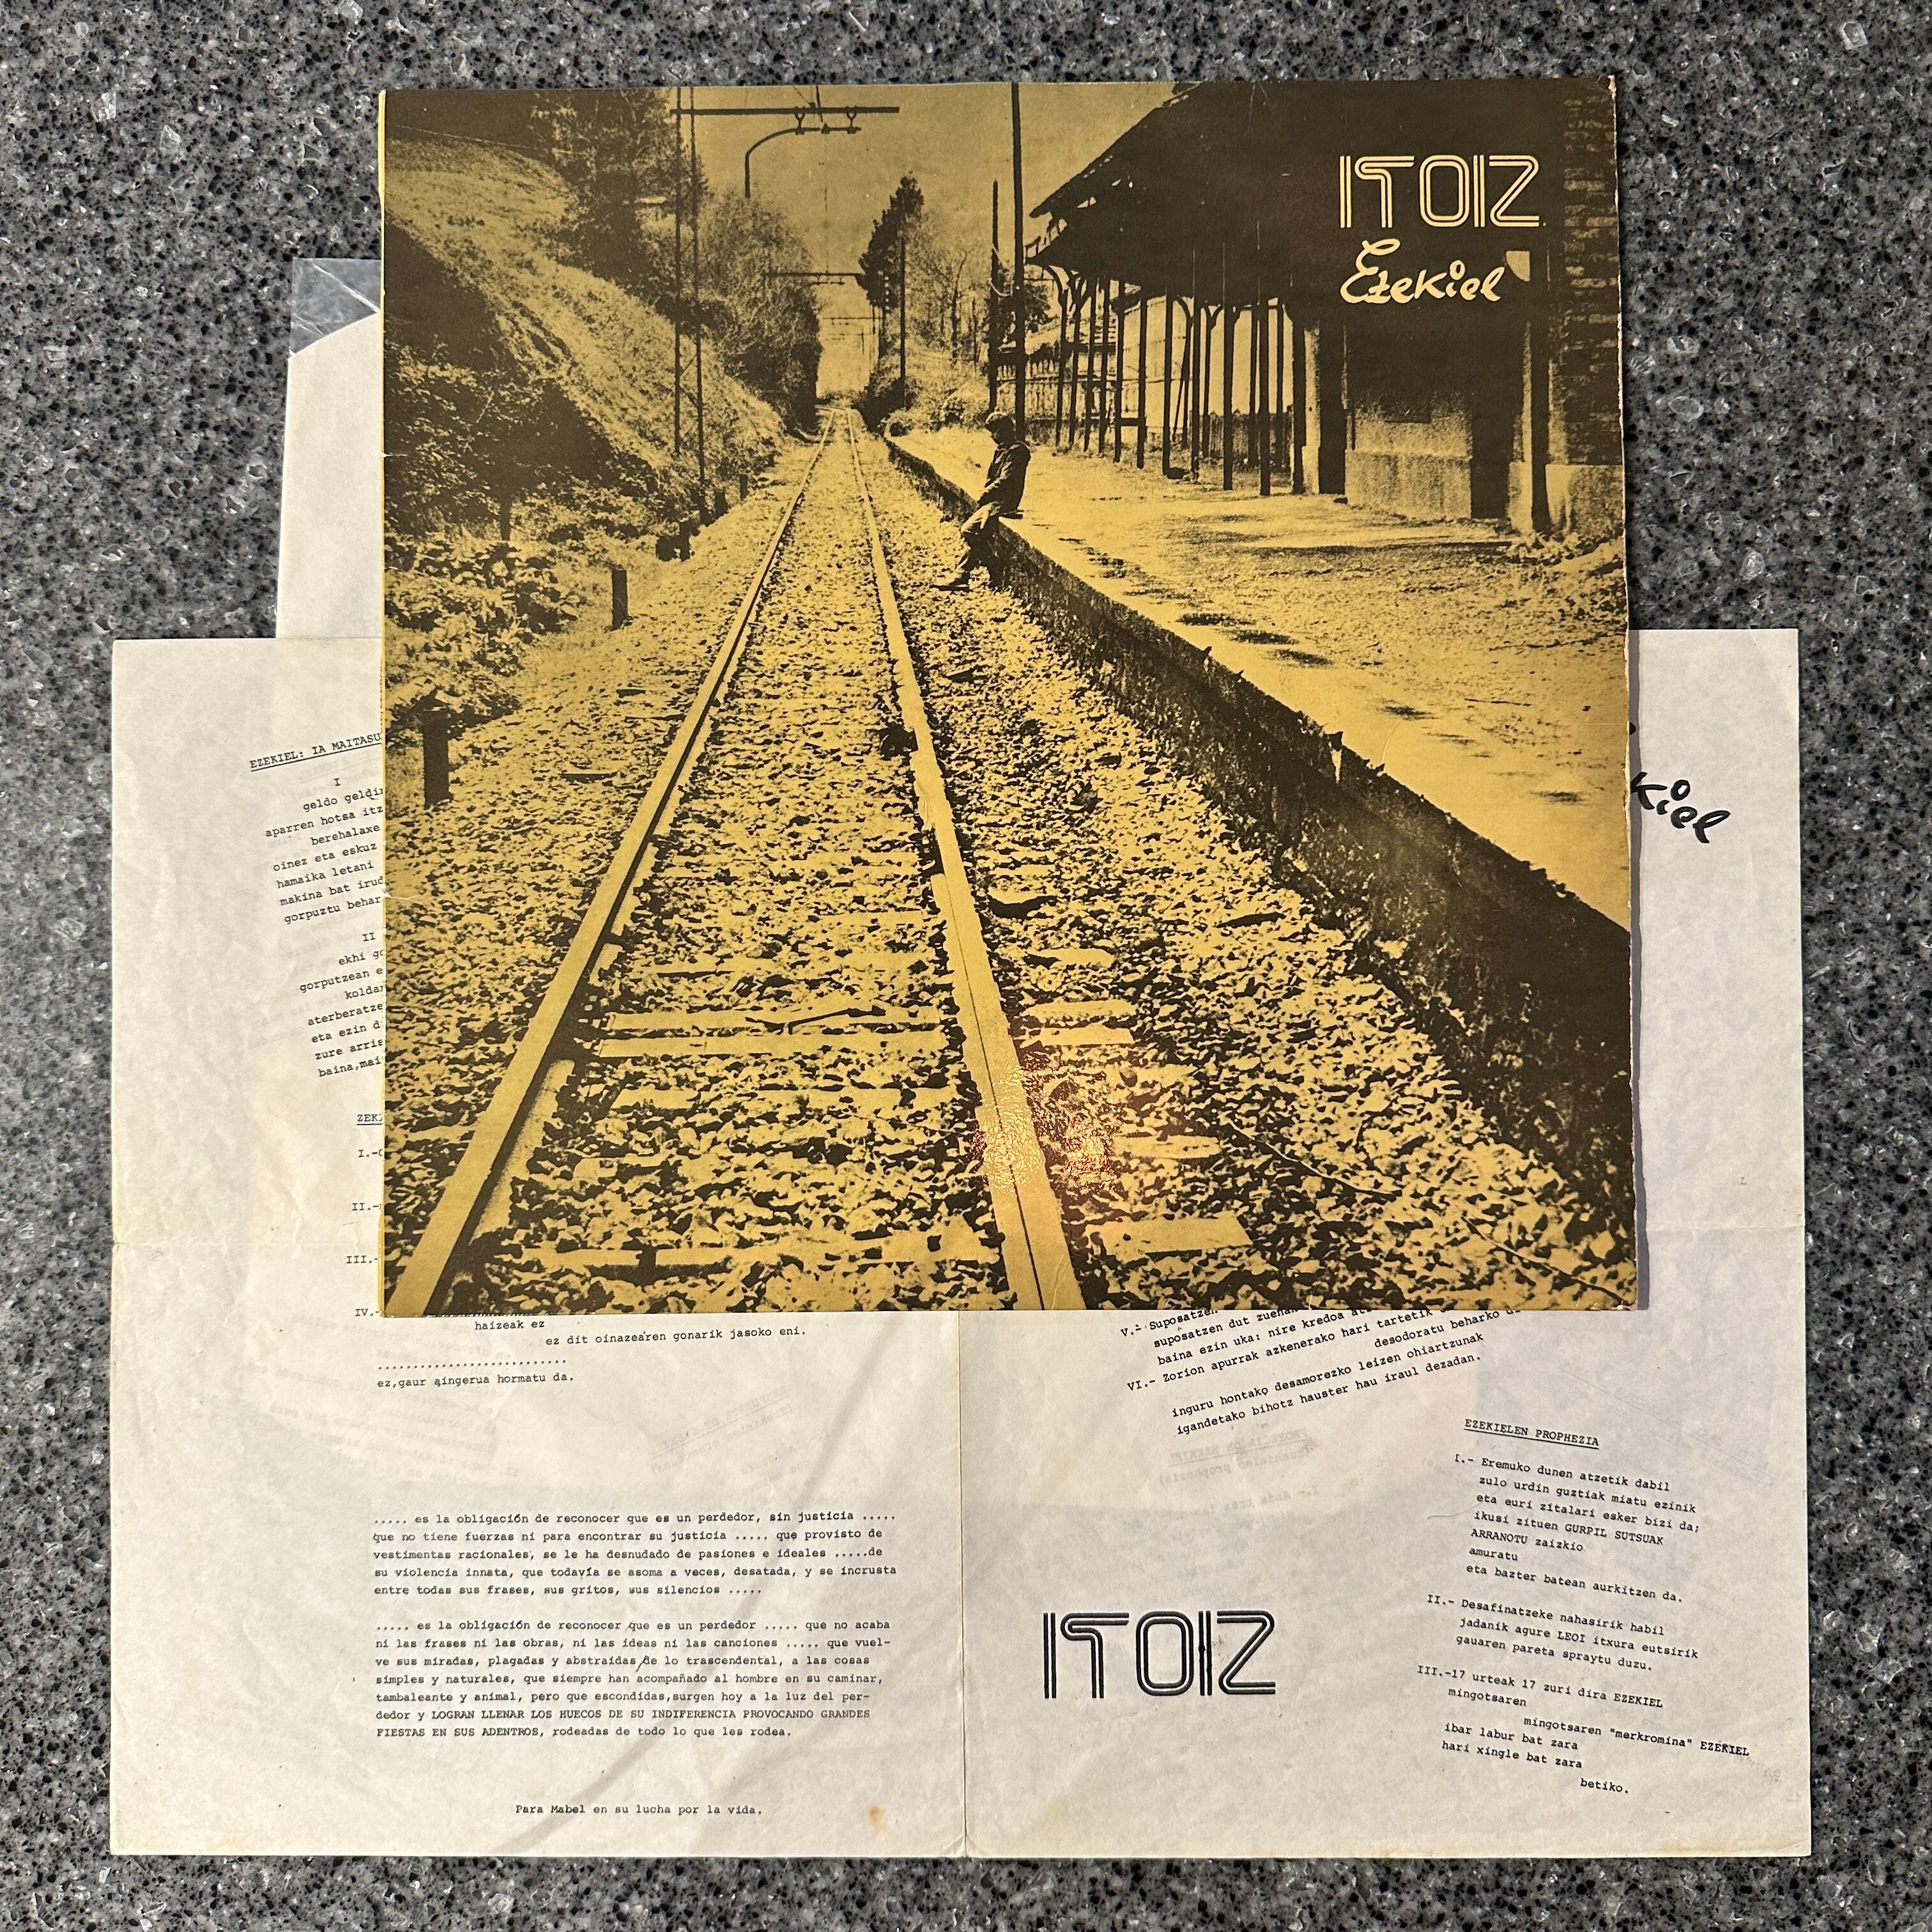 ITOIZ
Ezekiel
kiel
EZEKIEL: IA MAITASU
I
geldo geldi
aparren hotsa itz
berehalaxe
oinez eta eskuz
hamaika letani
makina bat irud
gorpuztu behar
II
ekhi go
gorputzean e
koldar
aterberatze
eta ezin d
zure arris
baina,mai
ZEKI
I.-
II.-
III.-
IV.-
haizeak ez
ez dit oinazearen gonarik jasoko eni.
...........................
ez,gaur aingerua hormatu da.
..... es la obligación de reconocer que es un perdedor, sin justicia .....
que no tiene fuerzas ni para encontrar su justicia ..... que provisto de
vestimentas racionales, se le ha desnudado de pasiones e ideales .....de
su violencia innata, que todavía se asoma a veces, desatada, y se incrusta
entre todas sus frases, sus gritos, sus silencios .....
..... es la obligación de reconocer que es un perdedor ..... que no acaba
ni las frases ni las obras, ni las ideas ni las canciones ..... que vuel-
ve sus miradas, plagadas y abstraídas de lo trascendental, a las cosas
simples y naturales, que siempre han acompañado al hombre en su caminar,
tambaleante y animal, pero que escondidas,surgen hoy a la luz del per-
dedor y LOGRAN LLENAR LOS HUECOS DE SU INDIFERENCIA PROVOCANDO GRANDES
FIESTAS EN SUS ADENTROS, rodeadas de todo lo que les rodea.
Para Mabel en su lucha por la vida.
V.- Suposatzen
suposatzen dut zuenak
baina ezin uka: nire kredoa
VI.- Zorion apurrak azkenerako hari tartetik
desodoratu beharko
inguru hontako desamorezko leizen ohiartzunak
igandetako bihotz hauster hau iraul dezadan.
EZEKIELEN PROPHEZIA
I.- Eremuko dunen atzetik dabil
zulo urdin guztiak miatu ezinik
eta euri zitalari esker bizi da;
ikusi zituen GURPIL SUTSUAK
ARRANOTU zaizkio
amuratu
eta bazter batean aurkitzen da.
II.- Desafinatzeke nahasirik habil
jadanik agure LEOI itxura eutsirik
gauaren pareta spraytu duzu.
III.-17 urteak 17 zuri dira EZEKIEL
mingotsaren
mingotsaren "merkromina" EZEKIEL
ibar labur bat zara
hari xingle bat zara
betiko.
ITOIZ